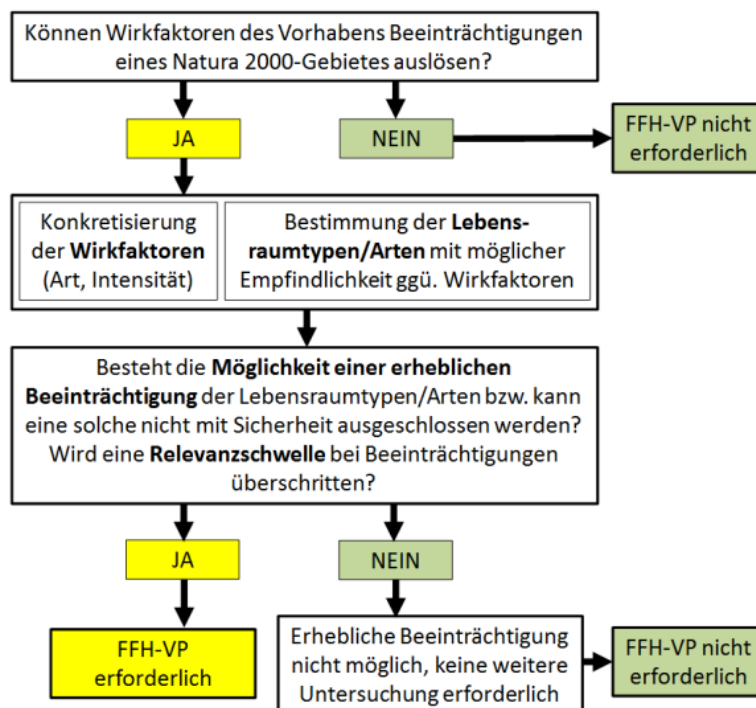 Können Wirkfaktoren des Vorhabens Beeinträchtigungen
eines Natura 2000-Gebietes auslösen?
JA
NEIN
FFH-VP nicht
erforderlich
Konkretisierung
der Wirkfaktoren
(Art, Intensität)
Bestimmung der Lebens-
raumtypen/Arten mit möglicher
Empfindlichkeit ggü. Wirkfaktoren
Besteht die Möglichkeit einer erheblichen
Beeinträchtigung der Lebensraumtypen/Arten bzw. kann
eine solche nicht mit Sicherheit ausgeschlossen werden?
Wird eine Relevanzschwelle bei Beeinträchtigungen
überschritten?
JA
NEIN
FFH-VP
erforderlich
Erhebliche Beeinträchtigung
nicht möglich, keine weitere
Untersuchung erforderlich
FFH-VP nicht
erforderlich